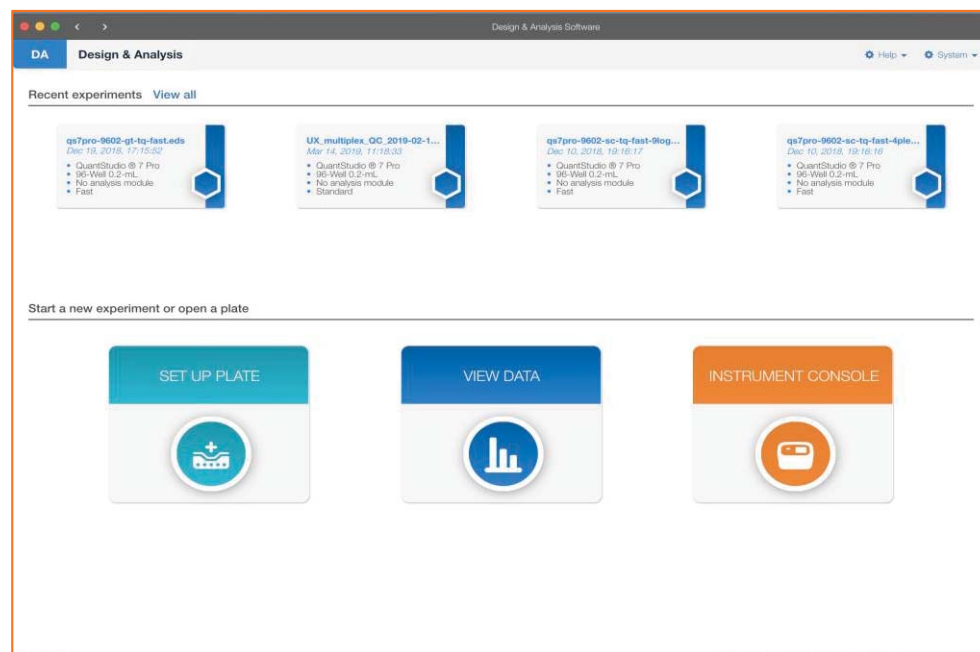 Design & Analysis Software
DA Design & Analysis Help System
Recent experiments View all
qs7pro-9602-gt-tq-fast.eds
Dec 19, 2018, 17:15:52
• QuantStudio ® 7 Pro
• 96-Well 0.2-mL
• No analysis module
• Fast
UX_multiplex_QC_2019-02-1...
Mar 14, 2019, 11:18:33
• QuantStudio ® 7 Pro
• 96-Well 0.2-mL
• No analysis module
• Standard
qs7pro-9602-sc-tq-fast-9log...
Dec 10, 2018, 19:16:17
• QuantStudio ® 7 Pro
• 96-Well 0.2-mL
• No analysis module
• Fast
qs7pro-9602-sc-tq-fast-4ple...
Dec 10, 2018, 19:16:16
• QuantStudio ® 7 Pro
• 96-Well 0.2-mL
• No analysis module
• Fast
Start a new experiment or open a plate
SET UP PLATE
VIEW DATA
INSTRUMENT CONSOLE